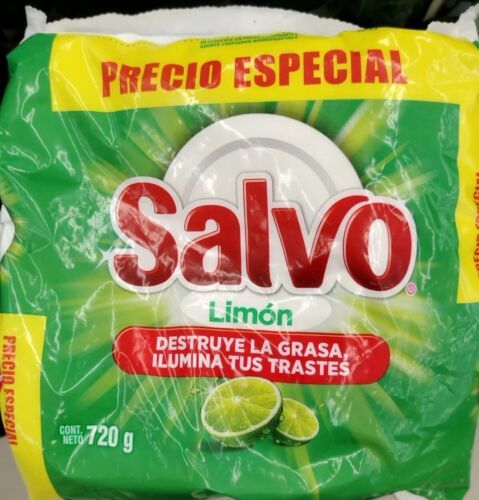 PRECIO ESPECIAL
Salvo®
Limón
DESTRUYE LA GRASA,
ILUMINA TUS TRASTES
CONT.
NETO 720 g
PRECIO ESPECIAL